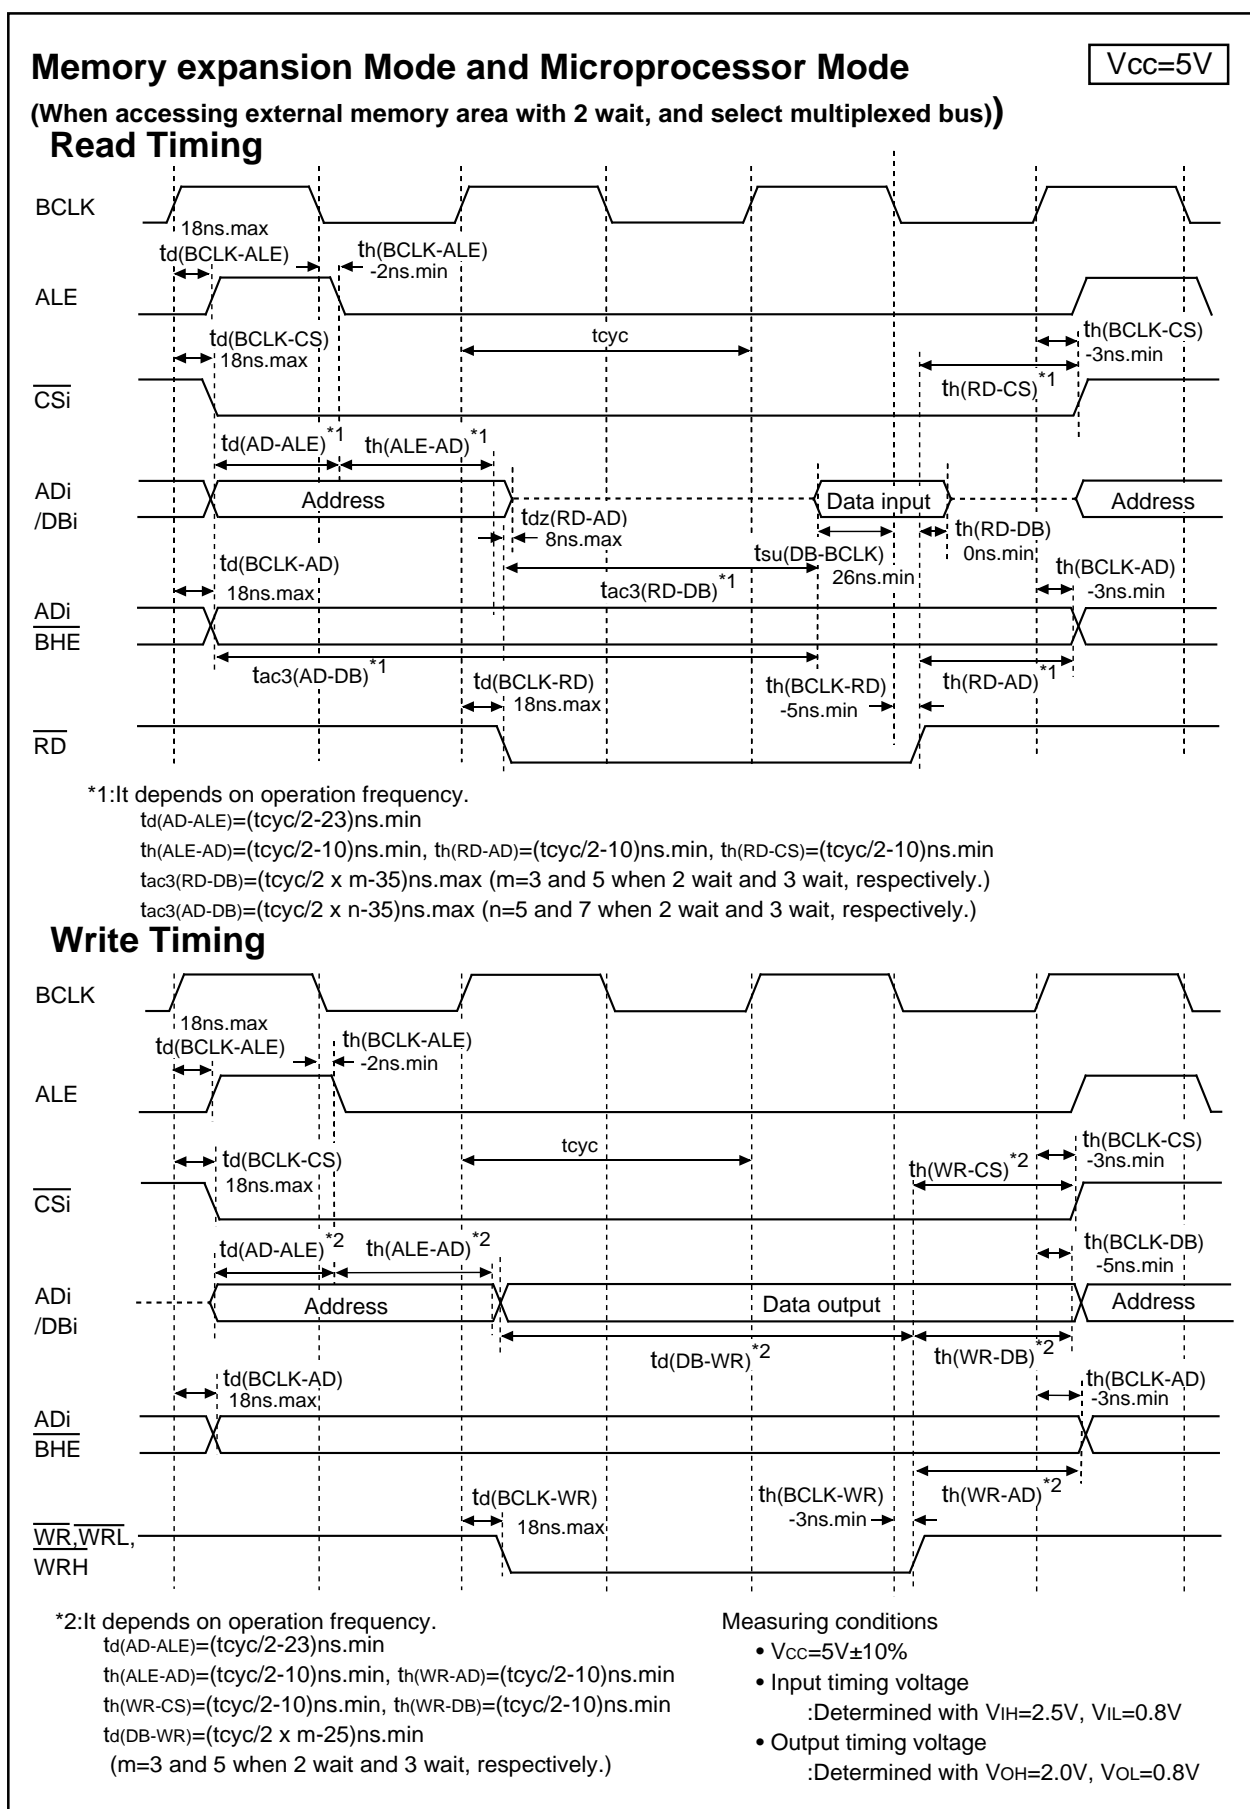 Memory expansion Mode and Microprocessor Mode
Vcc=5V
(When accessing external memory area with 2 wait, and select multiplexed bus))
Read Timing
BCLK
18ns.max
td(BCLK-ALE)
th(BCLK-ALE)
-2ns.min
ALE
td(BCLK-CS)
18ns.max
tcyc
th(BCLK-CS)
-3ns.min
th(RD-CS)*1
CSi
td(AD-ALE)*1
th(ALE-AD)*1
ADi
/DBi
Address
Data input
Address
tdz(RD-AD)
8ns.max
th(RD-DB)
0ns.min
tsu(DB-BCLK)
26ns.min
td(BCLK-AD)
18ns.max
tac3(RD-DB)*1
th(BCLK-AD)
-3ns.min
ADi
BHE
tac3(AD-DB)*1
td(BCLK-RD)
18ns.max
th(BCLK-RD)
-5ns.min
th(RD-AD)*1
RD
*1:It depends on operation frequency.
td(AD-ALE)=(tcyc/2-23)ns.min
th(ALE-AD)=(tcyc/2-10)ns.min, th(RD-AD)=(tcyc/2-10)ns.min, th(RD-CS)=(tcyc/2-10)ns.min
tac3(RD-DB)=(tcyc/2 x m-35)ns.max (m=3 and 5 when 2 wait and 3 wait, respectively.)
tac3(AD-DB)=(tcyc/2 x n-35)ns.max (n=5 and 7 when 2 wait and 3 wait, respectively.)
Write Timing
BCLK
18ns.max
td(BCLK-ALE)
th(BCLK-ALE)
-2ns.min
ALE
td(BCLK-CS)
18ns.max
tcyc
th(BCLK-CS)
-3ns.min
th(WR-CS)*2
CSi
td(AD-ALE)*2
th(ALE-AD)*2
th(BCLK-DB)
-5ns.min
ADi
/DBi
Address
Data output
Address
td(DB-WR)*2
th(WR-DB)*2
td(BCLK-AD)
18ns.max
th(BCLK-AD)
-3ns.min
ADi
BHE
td(BCLK-WR)
18ns.max
th(BCLK-WR)
-3ns.min
th(WR-AD)*2
WR,WRL,
WRH
*2:It depends on operation frequency.
td(AD-ALE)=(tcyc/2-23)ns.min
th(ALE-AD)=(tcyc/2-10)ns.min, th(WR-AD)=(tcyc/2-10)ns.min
th(WR-CS)=(tcyc/2-10)ns.min, th(WR-DB)=(tcyc/2-10)ns.min
td(DB-WR)=(tcyc/2 x m-25)ns.min
(m=3 and 5 when 2 wait and 3 wait, respectively.)
Measuring conditions
• VCC=5V±10%
• Input timing voltage
:Determined with VIH=2.5V, VIL=0.8V
• Output timing voltage
:Determined with VOH=2.0V, VOL=0.8V